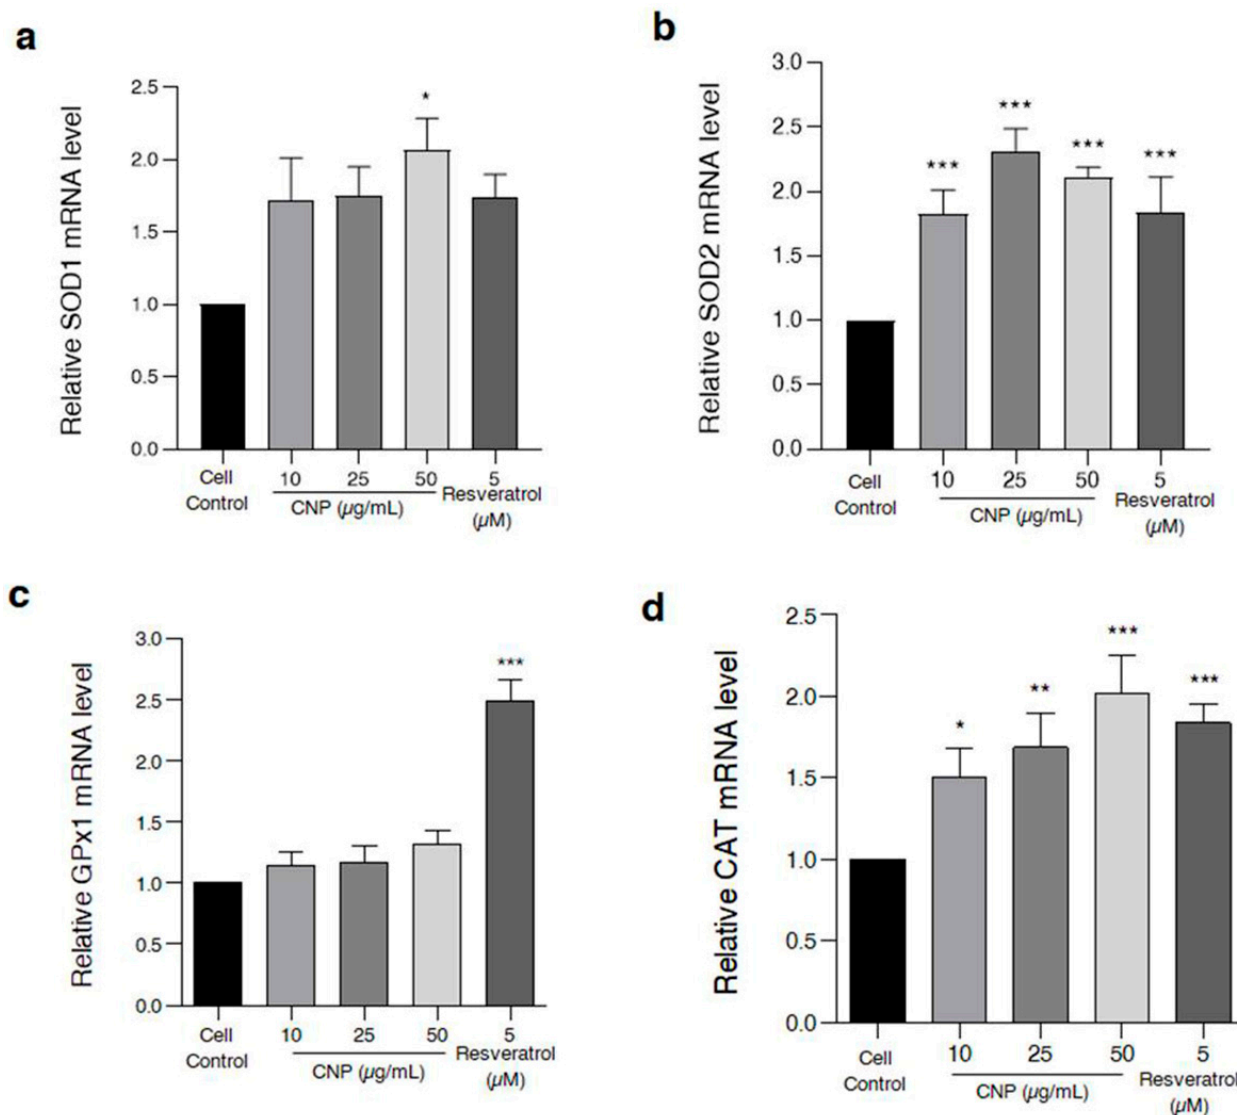 a
Relative SOD1 mRNA level
2.5
2.0
1.5
1.0
0.5
0.0
*
Cell
Control
10
25
50
5
CNP (µg/mL)
Resveratrol
(µM)
b
Relative SOD2 mRNA level
3.0
2.5
2.0
1.5
1.0
0.5
0.0
***
***
***
***
Cell
Control
10
25
50
5
CNP (µg/mL)
Resveratrol
(µM)
c
Relative GPx1 mRNA level
3.0
2.5
2.0
1.5
1.0
0.5
0.0
***
Cell
Control
10
25
50
5
CNP (µg/mL)
Resveratrol
(µM)
d
Relative CAT mRNA level
2.5
2.0
1.5
1.0
0.5
0.0
*
**
***
***
Cell
Control
10
25
50
5
CNP (µg/mL)
Resveratrol
(µM)